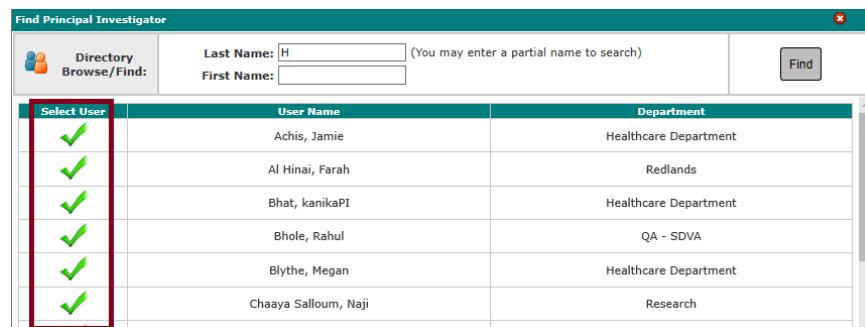 Find Principal Investigator
Directory Browse/Find:
Last Name: H (You may enter a partial name to search)
First Name:
Find
Select User User Name Department
Achis, Jamie Healthcare Department
Al Hinai, Farah Redlands
Bhat, kanikaPI Healthcare Department
Bhole, Rahul QA - SDVA
Blythe, Megan Healthcare Department
Chaaya Salloum, Naji Research